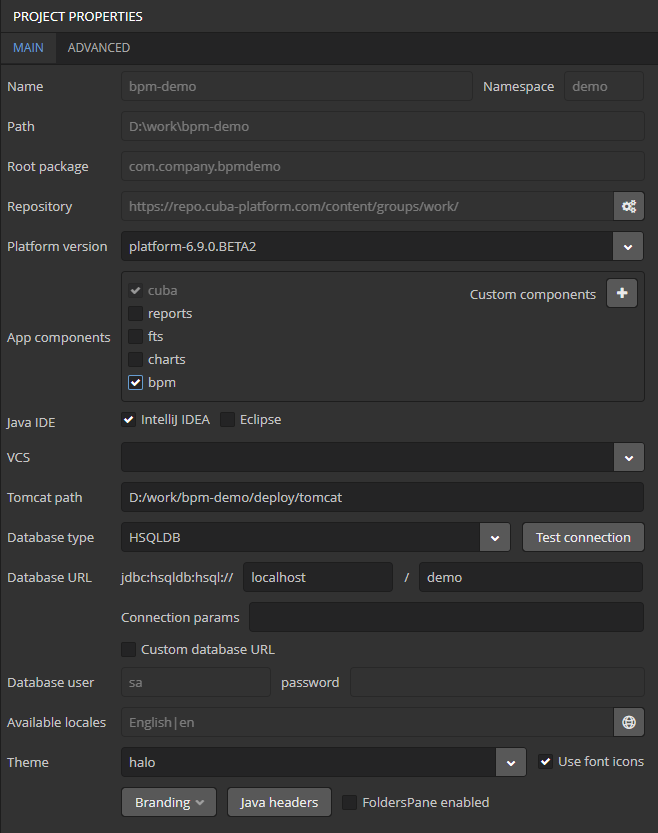 PROJECT PROPERTIES
MAIN ADVANCED
Name bpm-demo Namespace demo
Path D:\work\bpm-demo
Root package com.company.bpmdemo
Repository https://repo.cuba-platform.com/content/groups/work/
Platform version platform-6.9.0.BETA2
cuba
Custom components
reports
App components
fts
charts
bpm
Java IDE IntelliJ IDEA Eclipse
VCS
Tomcat path D:/work/bpm-demo/deploy/tomcat
Database type HSQLDB Test connection
Database URL jdbc:hsqldb:hsql:// localhost / demo
Connection params
Custom database URL
Database user sa password
Available locales English|en
Theme halo Use font icons
Branding Java headers FoldersPane enabled